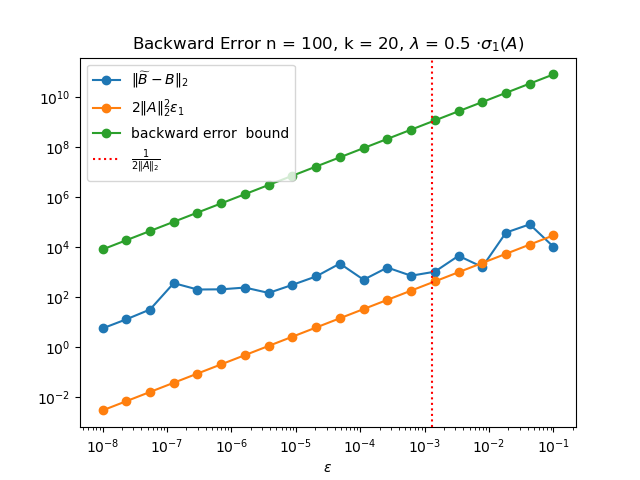 Backward Error n = 100, k = 20, λ = 0.5 ·σ₁(A)
‖B̃ − B‖₂
2‖A‖₂²ε₁
backward error  bound
1/(2‖A‖₂)
10¹⁰
10⁸
10⁶
10⁴
10²
10⁰
10⁻²
10⁻⁸ 10⁻⁷ 10⁻⁶ 10⁻⁵ 10⁻⁴ 10⁻³ 10⁻² 10⁻¹
ε